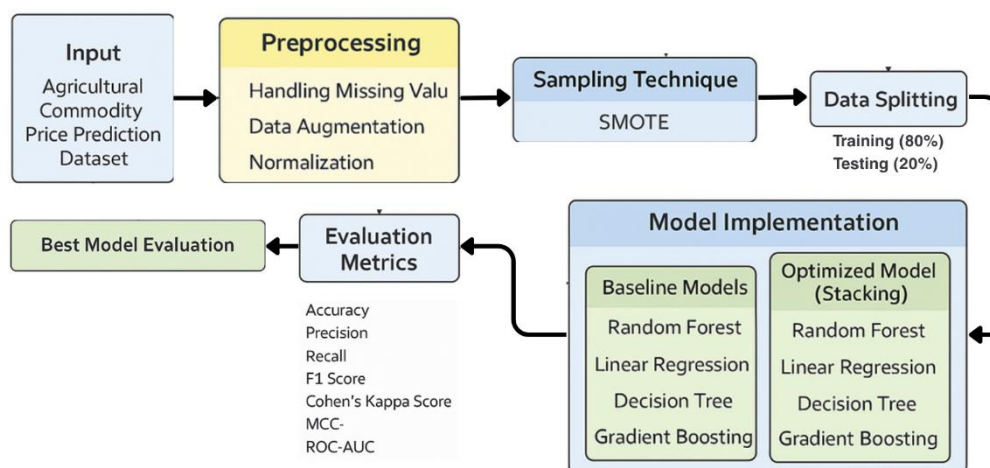 Input
Agricultural
Commodity
Price Prediction
Dataset
Preprocessing
Handling Missing Valu
Data Augmentation
Normalization
Sampling Technique
SMOTE
Data Splitting
Training (80%)
Testing (20%)
Model Implementation
Baseline Models
Random Forest
Linear Regression
Decision Tree
Gradient Boosting
Optimized Model
(Stacking)
Random Forest
Linear Regression
Decision Tree
Gradient Boosting
Evaluation
Metrics
Accuracy
Precision
Recall
F1 Score
Cohen's Kappa Score
MCC-
ROC-AUC
Best Model Evaluation